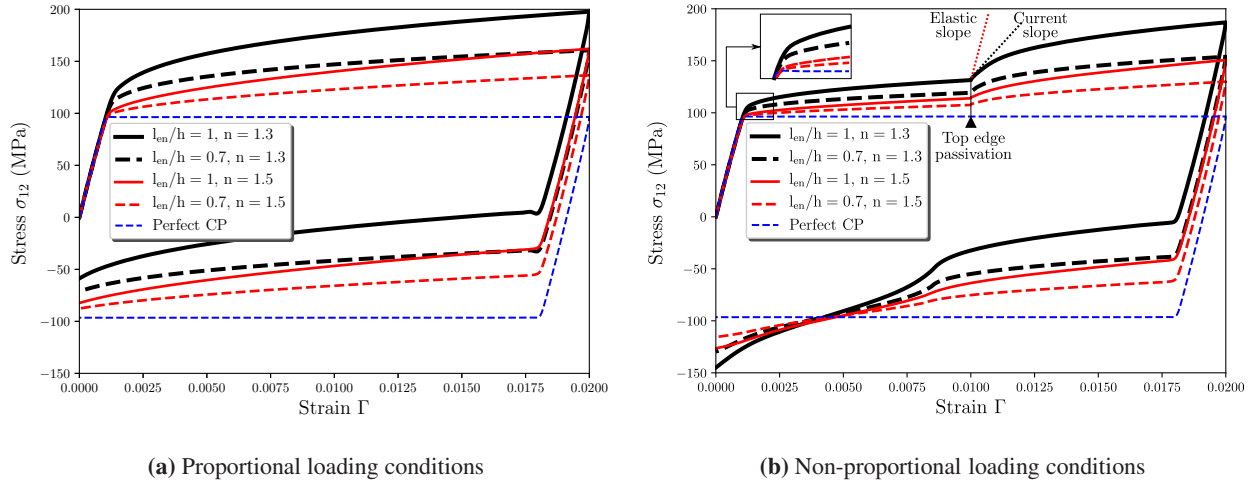 200
150
100
50
0
−50
−100
−150
0.0000 0.0025 0.0050 0.0075 0.0100 0.0125 0.0150 0.0175 0.0200
Stress σ₁₂ (MPa)
Strain Γ
l_en/h = 1, n = 1.3
l_en/h = 0.7, n = 1.3
l_en/h = 1, n = 1.5
l_en/h = 0.7, n = 1.5
Perfect CP
(a) Proportional loading conditions
200
150
100
50
0
−50
−100
−150
0.0000 0.0025 0.0050 0.0075 0.0100 0.0125 0.0150 0.0175 0.0200
Stress σ₁₂ (MPa)
Strain Γ
Elastic
slope
Current
slope
Top edge
passivation
l_en/h = 1, n = 1.3
l_en/h = 0.7, n = 1.3
l_en/h = 1, n = 1.5
l_en/h = 0.7, n = 1.5
Perfect CP
(b) Non-proportional loading conditions